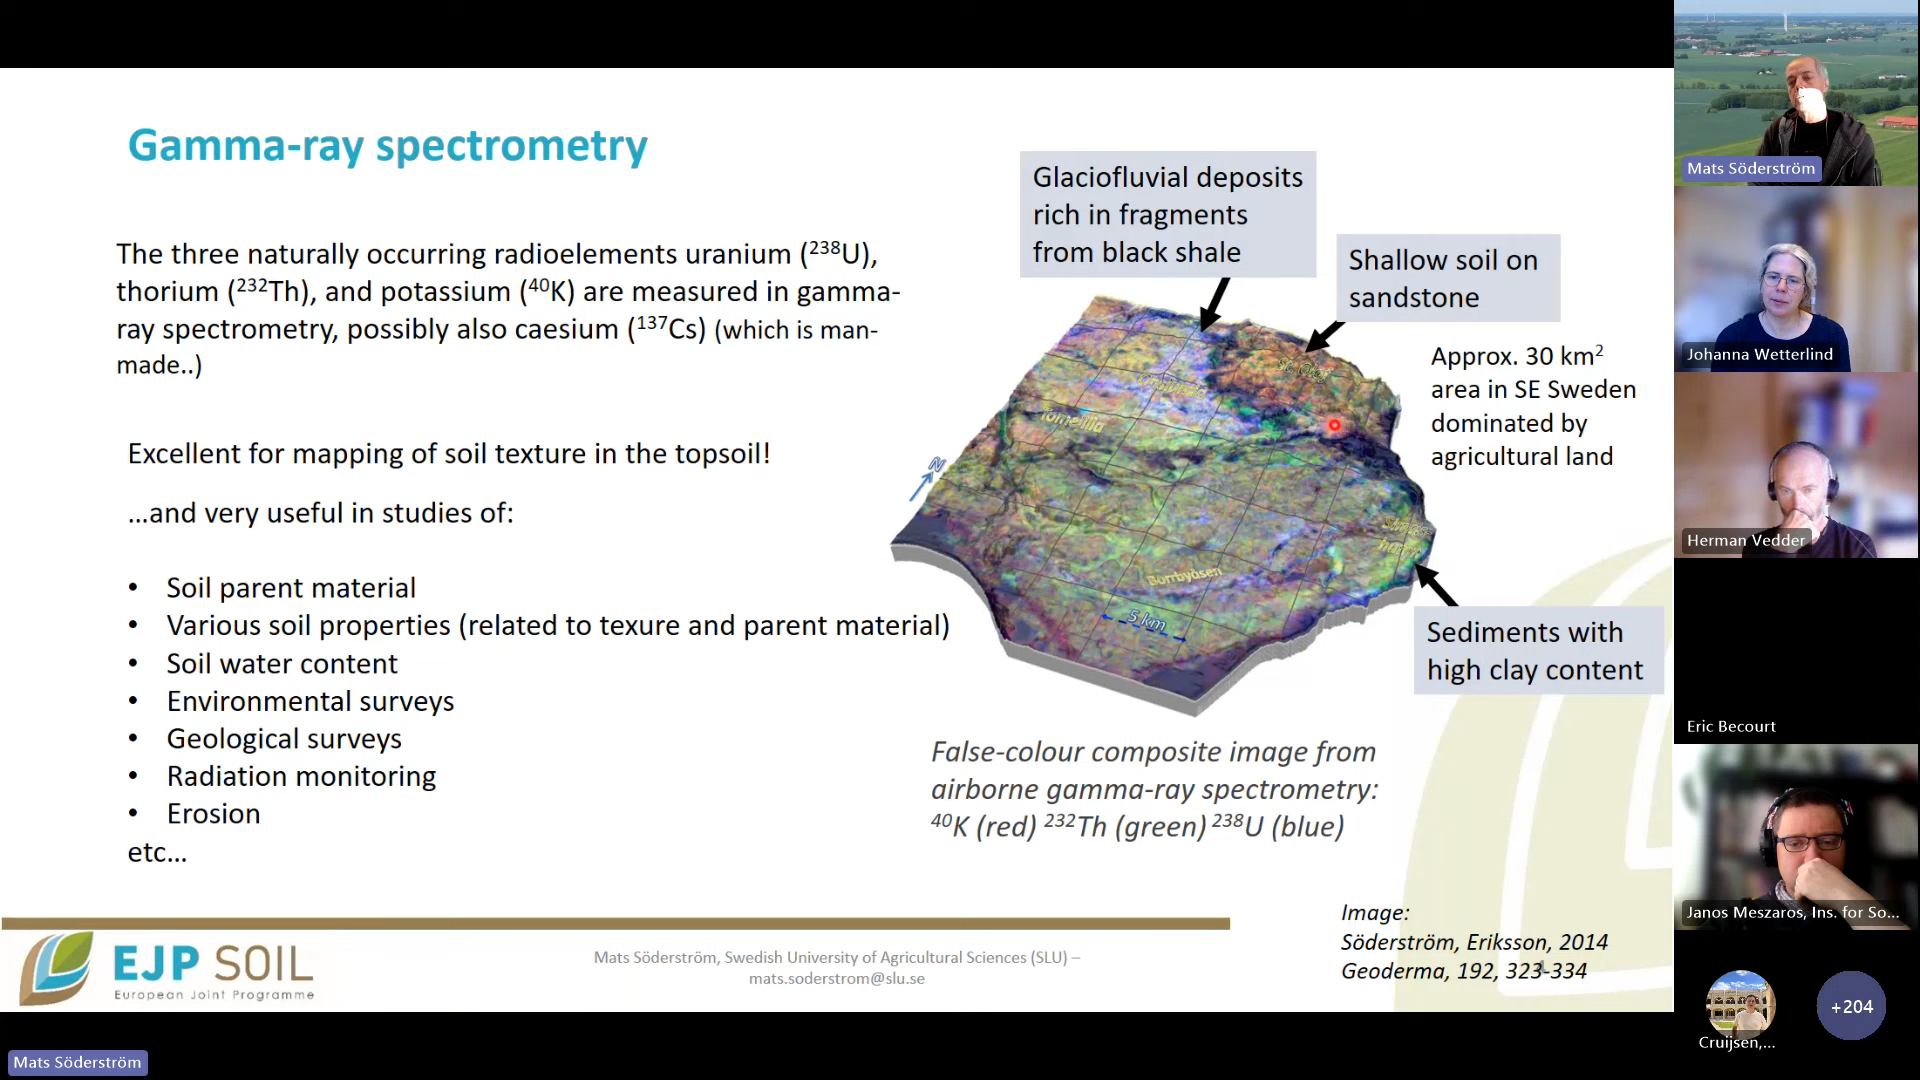 Gamma-ray spectrometry
The three naturally occurring radioelements uranium (²³⁸U),
thorium (²³²Th), and potassium (⁴⁰K) are measured in gamma-
ray spectrometry, possibly also caesium (¹³⁷Cs) (which is man-
made..)
Excellent for mapping of soil texture in the topsoil!
...and very useful in studies of:
• Soil parent material
• Various soil properties (related to texure and parent material)
• Soil water content
• Environmental surveys
• Geological surveys
• Radiation monitoring
• Erosion
etc...
Glaciofluvial deposits
rich in fragments
from black shale
Shallow soil on
sandstone
Approx. 30 km²
area in SE Sweden
dominated by
agricultural land
N
Tomelilla
Borrbyåsen
5 km
Sediments with
high clay content
False-colour composite image from
airborne gamma-ray spectrometry:
⁴⁰K (red) ²³²Th (green) ²³⁸U (blue)
Image:
Söderström, Eriksson, 2014
Geoderma, 192, 323-334
EJP SOIL
European Joint Programme
Mats Söderström, Swedish University of Agricultural Sciences (SLU) –
mats.soderstrom@slu.se
Mats Söderström
Johanna Wetterlind
Herman Vedder
Eric Becourt
Janos Meszaros, Ins. for So...
Cruijsen,...
+204
Mats Söderström